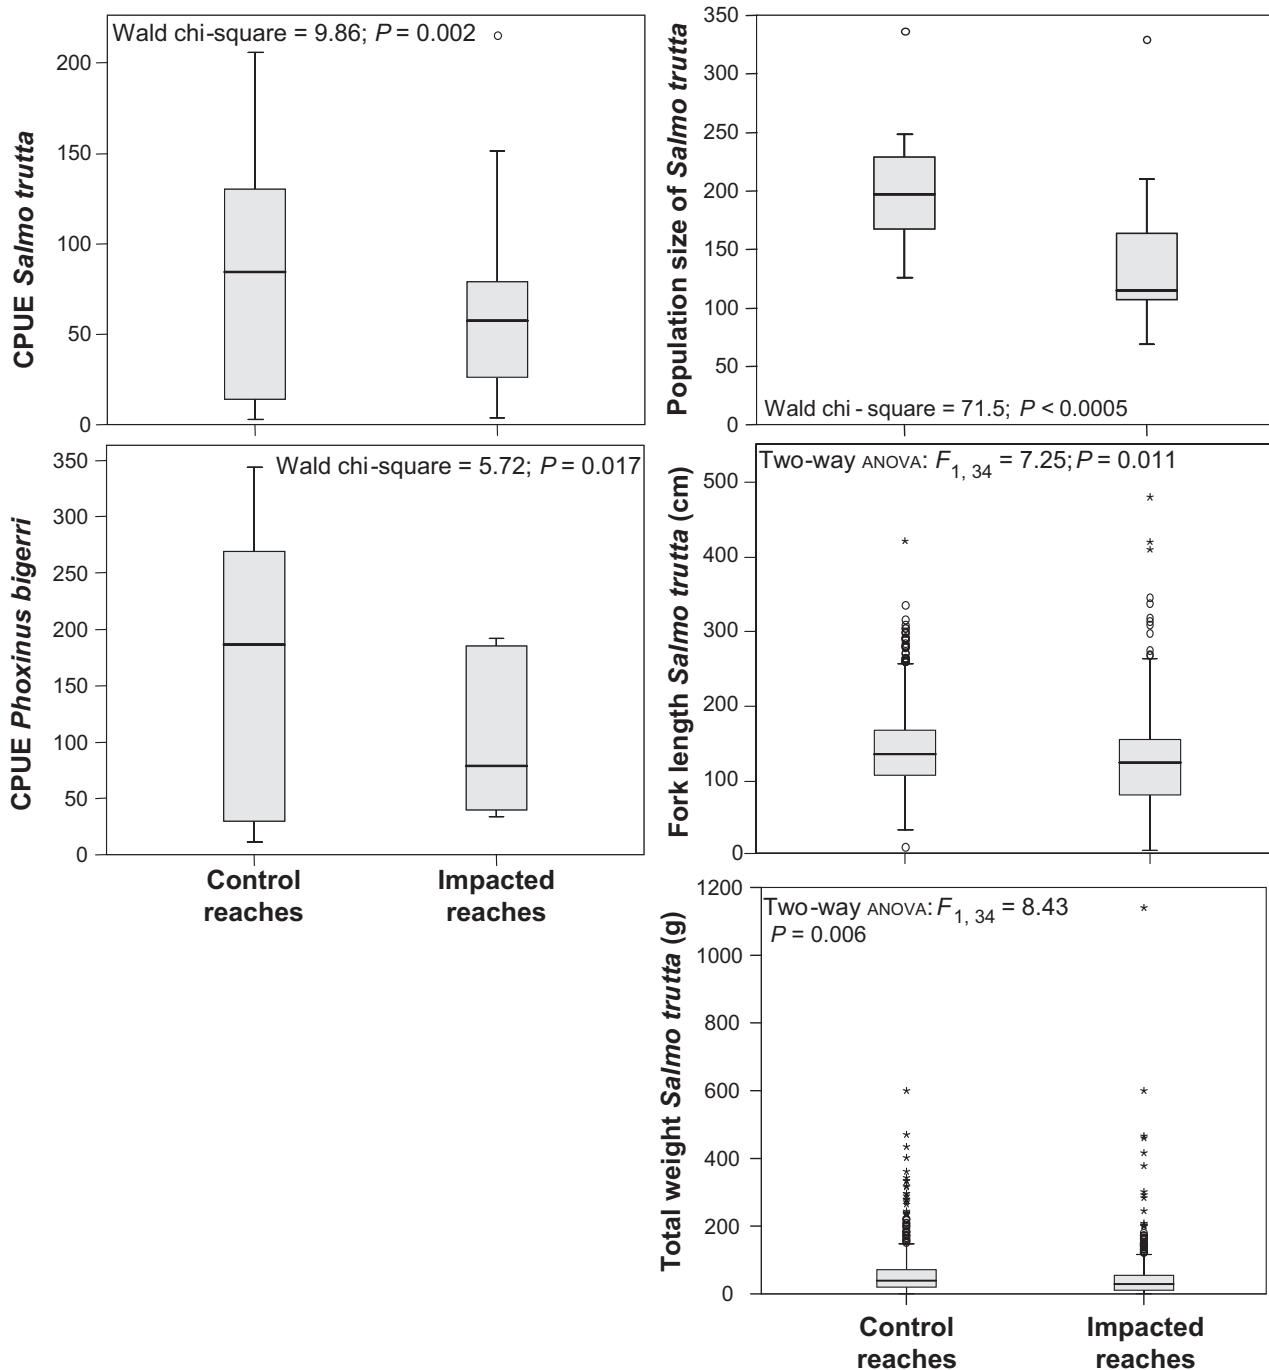 Wald chi-square = 9.86; P = 0.002
CPUE Salmo trutta
200
150
100
50
0
Population size of Salmo trutta
350
300
250
200
150
100
50
0
Wald chi - square = 71.5; P < 0.0005
Wald chi-square = 5.72; P = 0.017
CPUE Phoxinus bigerri
350
300
250
200
150
100
50
0
Control reaches
Impacted reaches
Two-way ANOVA: F1, 34 = 7.25; P = 0.011
Fork length Salmo trutta (cm)
500
400
300
200
100
0
Two-way ANOVA: F1, 34 = 8.43
P = 0.006
Total weight Salmo trutta (g)
1200
1000
800
600
400
200
0
Control reaches
Impacted reaches